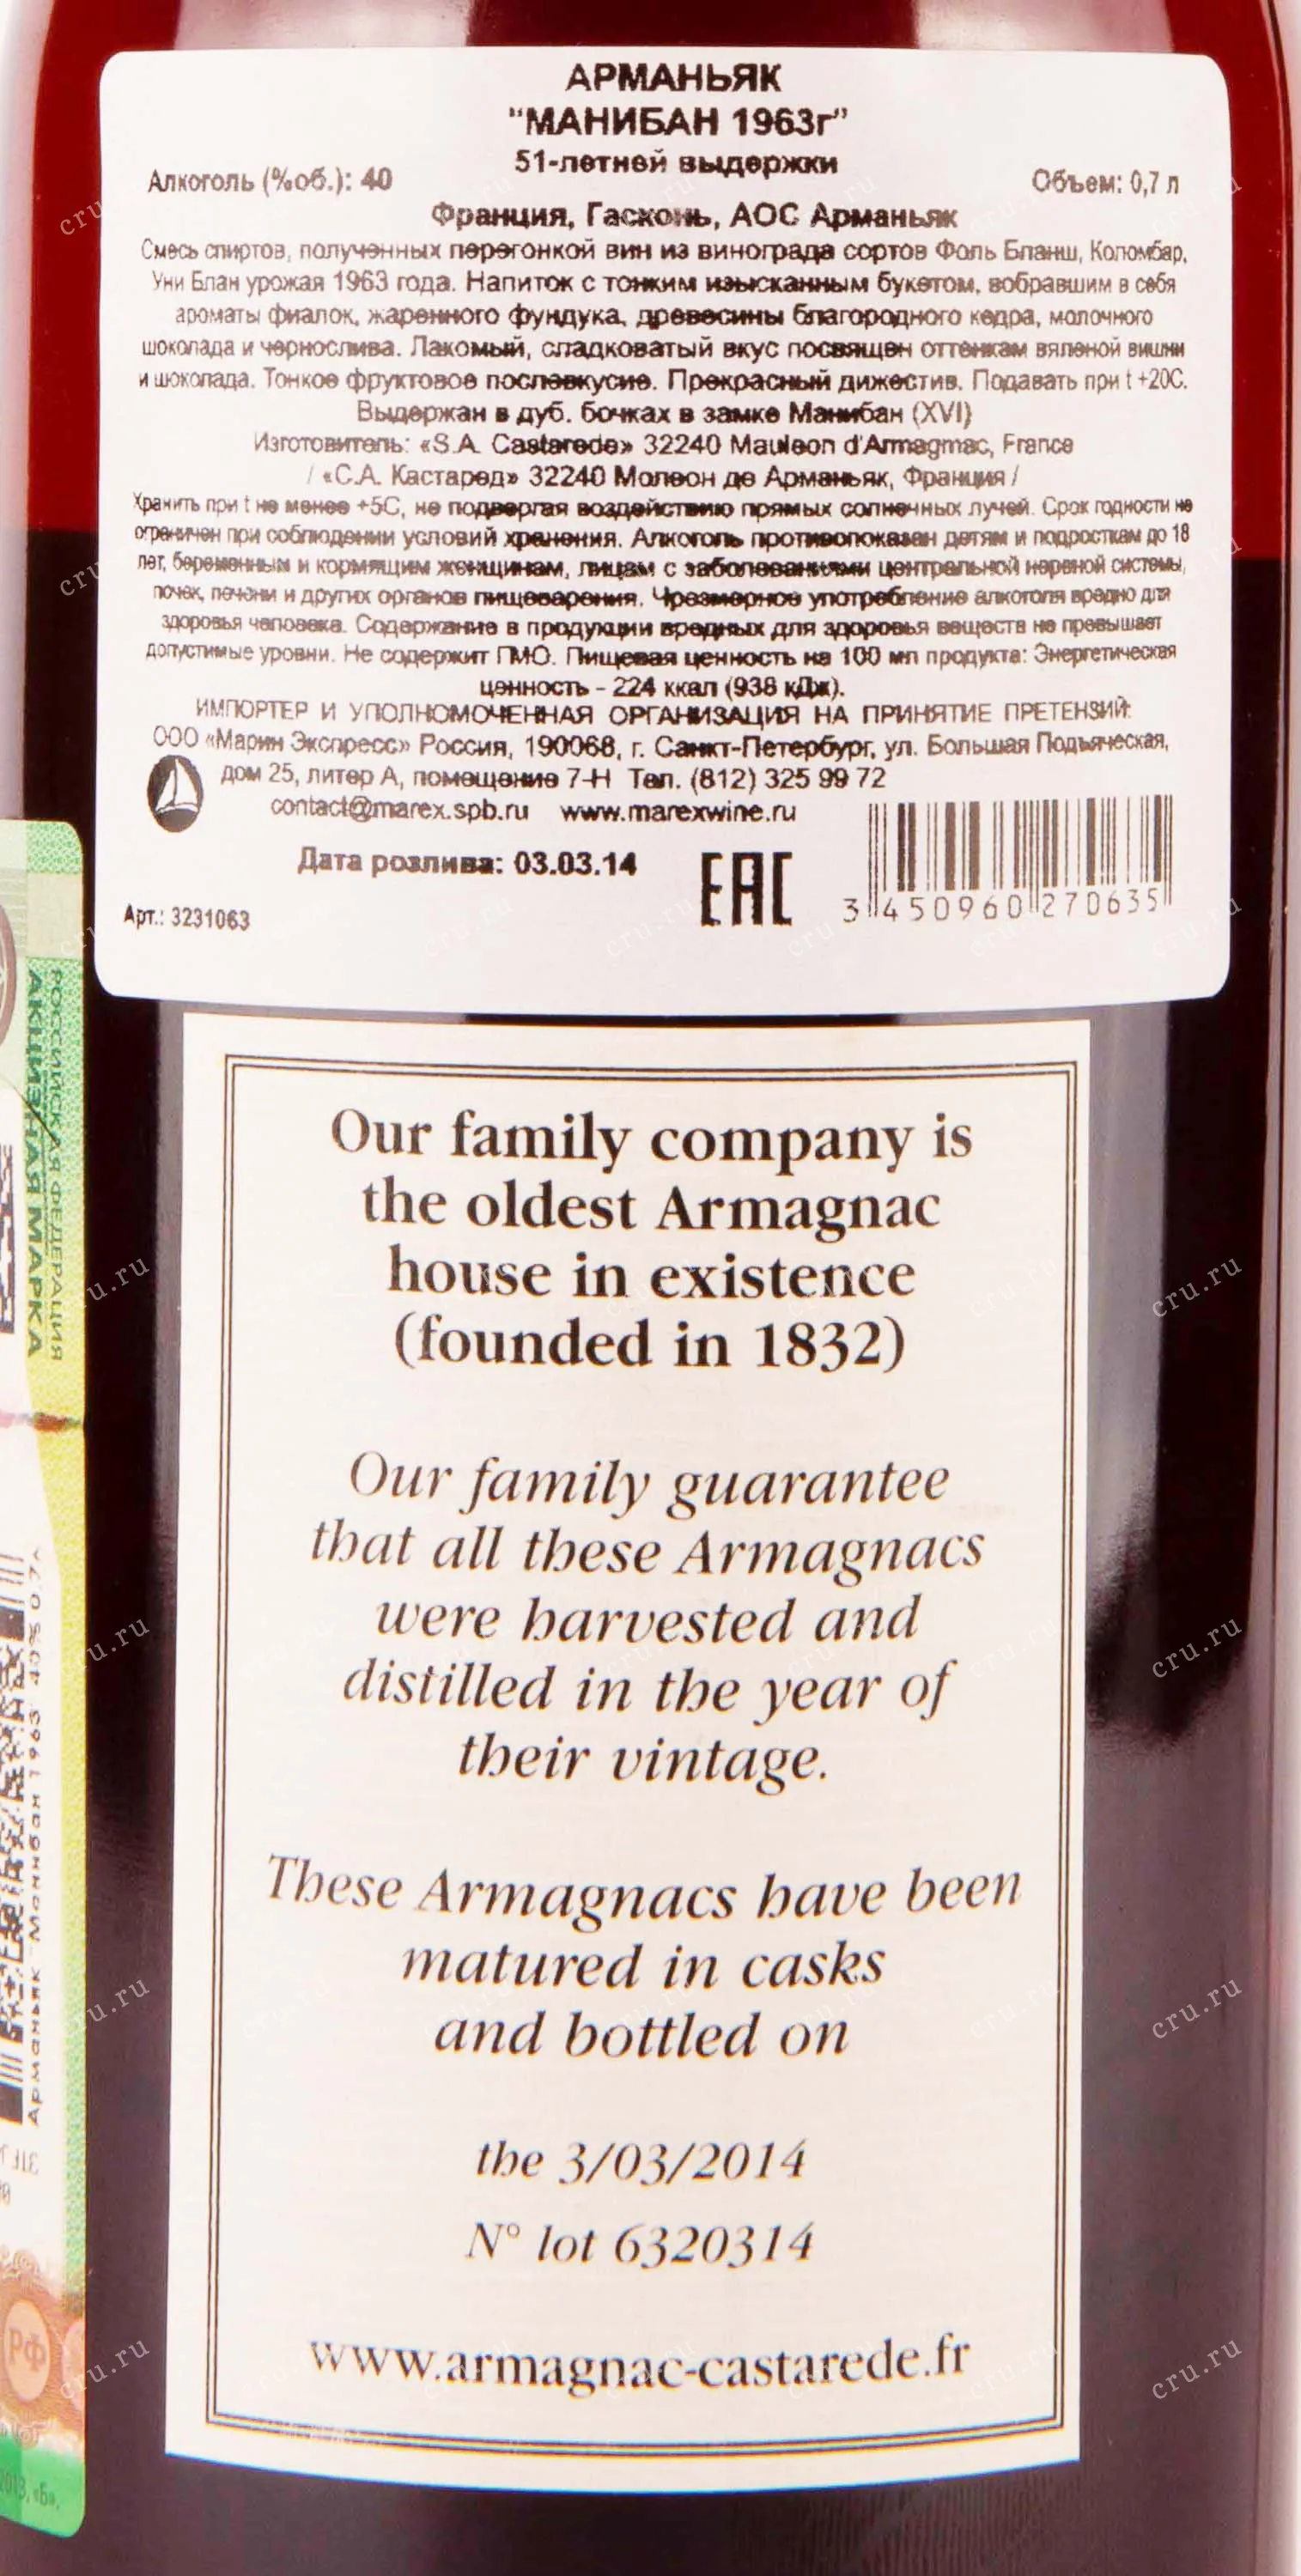 АРМАНЬЯК
"МАНИБАН 1963г"
51-летней выдержки
Алкоголь (%об.): 40
Объем: 0,7 л
Франция, Гасконь, АОС Арманьяк
Смесь спиртов, полученных перегонкой вин из винограда сортов Фоль Бланш, Коломбар,
Уни Блан урожая 1963 года. Напиток с тонким изысканным букетом, вобравшим в себя
ароматы фиалок, жаренного фундука, древесины благородного кедра, молочного
шоколада и чернослива. Лакомый, сладковатый вкус посвящен оттенкам вяленой вишни
и шоколада. Тонкое фруктовое послевкусие. Прекрасный дижестив. Подавать при t +20С.
Выдержан в дуб. бочках в замке Манибан (XVI)
Изготовитель: «S.A. Castarede» 32240 Mauleon d'Armagmac, France
/ «С.А. Кастаред» 32240 Молеон де Арманьяк, Франция /
Хранить при t не менее +5С, не подвергая воздействию прямых солнечных лучей. Срок годности не
ограничен при соблюдении условий хранения. Алкоголь противопоказан детям и подросткам до 18
лет, беременным и кормящим женщинам, лицам с заболеваниями центральной нервной системы,
почек, печени и других органов пищеварения. Чрезмерное употребление алкоголя вредно для
здоровья человека. Содержание в продукции вредных для здоровья веществ не превышает
допустимые уровни. Не содержит ГМО. Пищевая ценность на 100 мл продукта: Энергетическая
ценность - 224 ккал (938 кДж).
ИМПОРТЕР И УПОЛНОМОЧЕННАЯ ОРГАНИЗАЦИЯ НА ПРИНЯТИЕ ПРЕТЕНЗИЙ:
ООО «Марин Экспресс» Россия, 190068, г. Санкт-Петербург, ул. Большая Подьяческая,
дом 25, литер А, помещение 7-Н Тел. (812) 325 99 72
contact@marex.spb.ru www.marexwine.ru
Дата розлива: 03.03.14
EAC
3 450960 270635
Арт.: 3231063
РОССИЙСКАЯ ФЕДЕРАЦИЯ
АКЦИЗНАЯ МАРКА
Арманьяк "Манибан 1963" 40% 0.7л
РФ
Our family company is
the oldest Armagnac
house in existence
(founded in 1832)
Our family guarantee
that all these Armagnacs
were harvested and
distilled in the year of
their vintage.
These Armagnacs have been
matured in casks
and bottled on
the 3/03/2014
N° lot 6320314
www.armagnac-castarede.fr
cru.ru